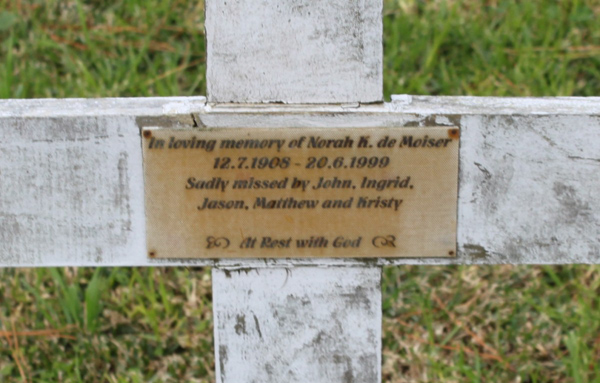 In loving memory of Norah K. de Moiser
12.7.1908 - 20.6.1999
Sadly missed by John, Ingrid,
Jason, Matthew and Kristy
At Rest with God